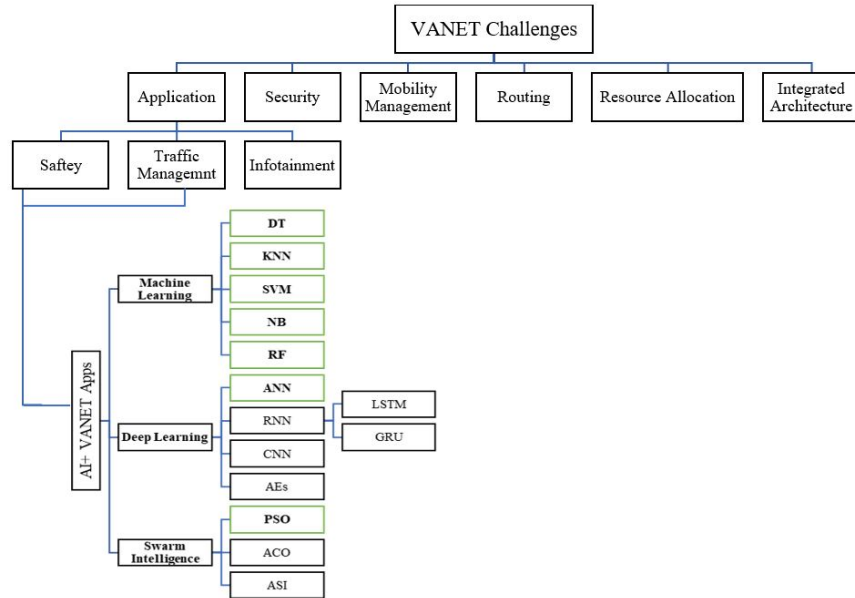 VANET Challenges
Application
Security
Mobility
Management
Routing
Resource Allocation
Integrated
Architecture
Saftey
Traffic
Managemnt
Infotainment
AI+ VANET Apps
Machine
Learning
DT
KNN
SVM
NB
RF
Deep Learning
ANN
RNN
LSTM
GRU
CNN
AEs
Swarm
Intelligence
PSO
ACO
ASI